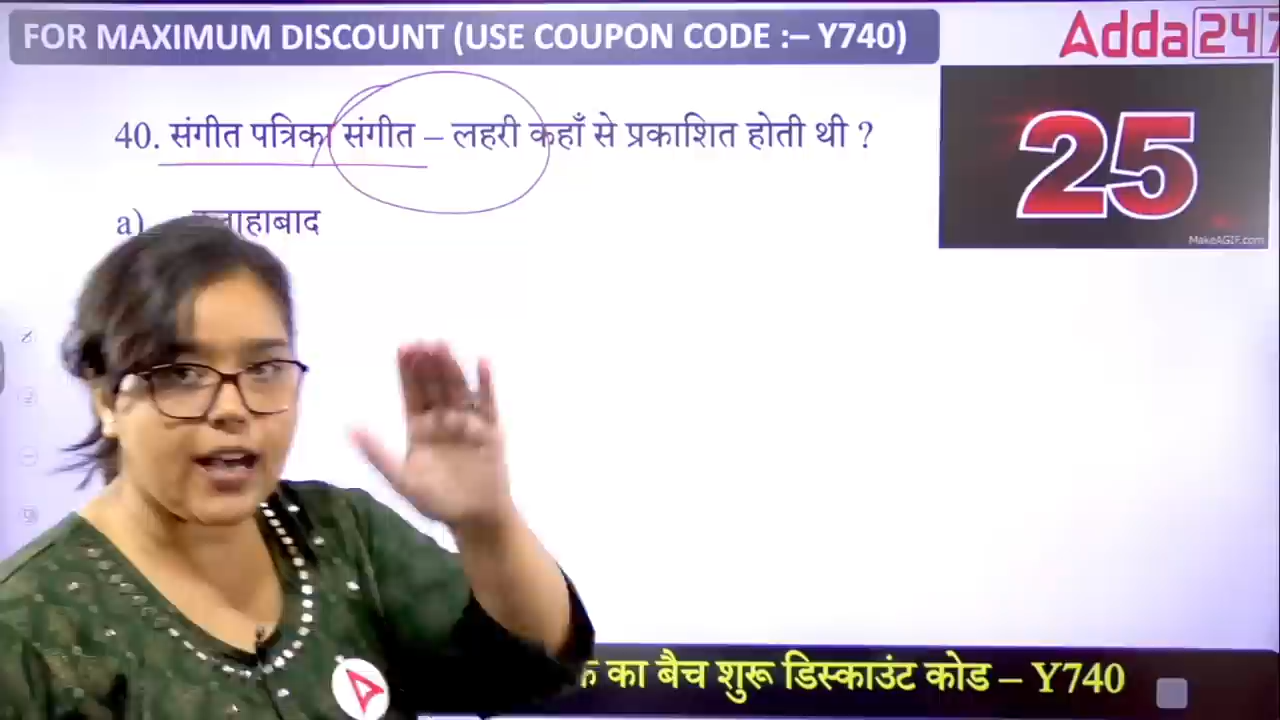 FOR MAXIMUM DISCOUNT (USE COUPON CODE :– Y740)
Adda247
40. संगीत पत्रिका संगीत – लहरी कहाँ से प्रकाशित होती थी ?
25
a)
MakeAGIF.com
का बैच शुरू डिस्काउंट कोड – Y740